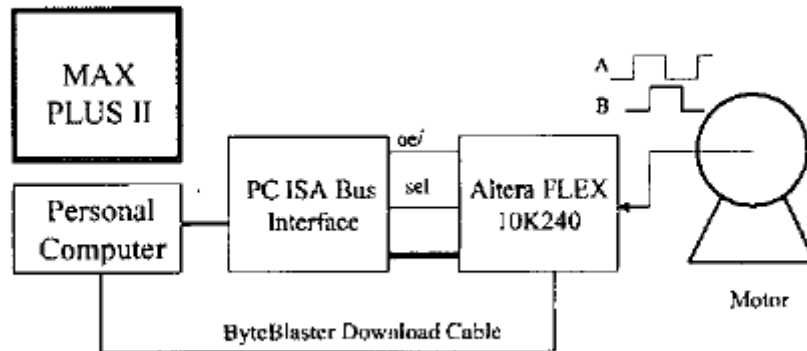 MAX
PLUS II
A
B
oe/
PC ISA Bus
Interface
sel
Altera FLEX
10K240
Personal
Computer
Motor
ByteBlaster Download Cable